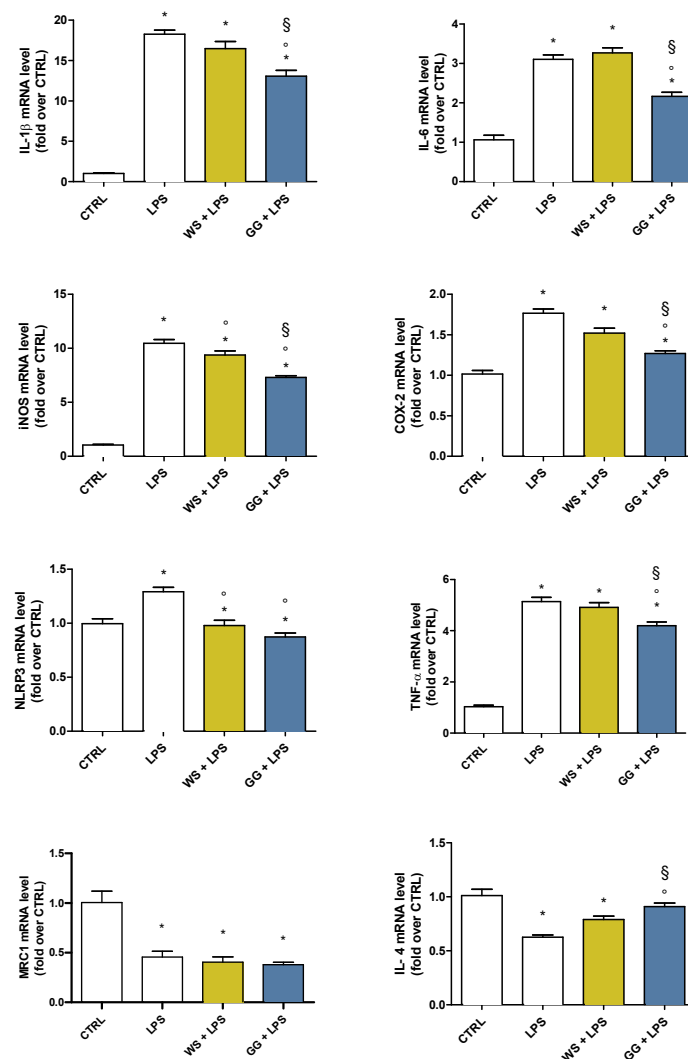 IL-1β mRNA level
(fold over CTRL)
20
15
10
5
0
*
*
§
°
*
CTRL
LPS
WS + LPS
GG + LPS
IL-6 mRNA level
(fold over CTRL)
6
4
2
0
*
*
§
°
*
CTRL
LPS
WS + LPS
GG + LPS
iNOS mRNA level
(fold over CTRL)
15
10
5
0
*
°
*
§
°
*
CTRL
LPS
WS + LPS
GG + LPS
COX-2 mRNA level
(fold over CTRL)
2.0
1.5
1.0
0.5
0.0
*
*
§
°
*
CTRL
LPS
WS + LPS
GG + LPS
NLRP3 mRNA level
(fold over CTRL)
1.5
1.0
0.5
0.0
*
°
*
°
*
CTRL
LPS
WS + LPS
GG + LPS
TNF-α mRNA level
(fold over CTRL)
6
4
2
0
*
*
§
°
*
CTRL
LPS
WS + LPS
GG + LPS
MRC1 mRNA level
(fold over CTRL)
1.5
1.0
0.5
0.0
*
*
*
CTRL
LPS
WS + LPS
GG + LPS
IL- 4 mRNA level
(fold over CTRL)
1.5
1.0
0.5
0.0
*
*
§
°
CTRL
LPS
WS + LPS
GG + LPS